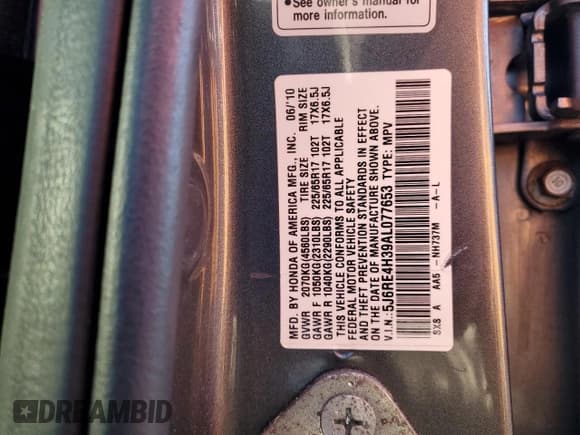 •See owner's manual for
more information.
MFD. BY HONDA OF AMERICA MFG., INC. 06/'10
GVWR 2070KG(4560LBS) TIRE SIZE RIM SIZE
GAWR F 1050KG(2310LBS) 225/65R17 102T 17X6.5J
GAWR R 1040KG(2290LBS) 225/65R17 102T 17X6.5J
THIS VEHICLE CONFORMS TO ALL APPLICABLE
FEDERAL MOTOR VEHICLE SAFETY
AND THEFT PREVENTION STANDARDS IN EFFECT
ON THE DATE OF MANUFACTURE SHOWN ABOVE.
V.I.N.: 5J6RE4H39AL077653 TYPE: MPV
SXS A AA5 -NH737M -A-L
DREAMBID